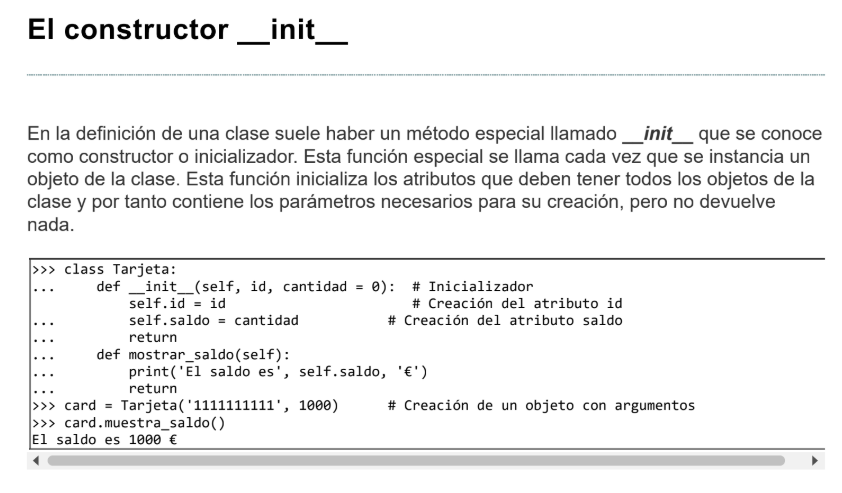 El constructor __init__
En la definición de una clase suele haber un método especial llamado __init__ que se conoce
como constructor o inicializador. Esta función especial se llama cada vez que se instancia un
objeto de la clase. Esta función inicializa los atributos que deben tener todos los objetos de la
clase y por tanto contiene los parámetros necesarios para su creación, pero no devuelve
nada.
>>> class Tarjeta:
...     def __init__(self, id, cantidad = 0):  # Inicializador
            self.id = id                       # Creación del atributo id
...         self.saldo = cantidad           # Creación del atributo saldo
...         return
...     def mostrar_saldo(self):
...         print('El saldo es', self.saldo, '€')
...         return
>>> card = Tarjeta('1111111111', 1000)      # Creación de un objeto con argumentos
>>> card.muestra_saldo()
El saldo es 1000 €